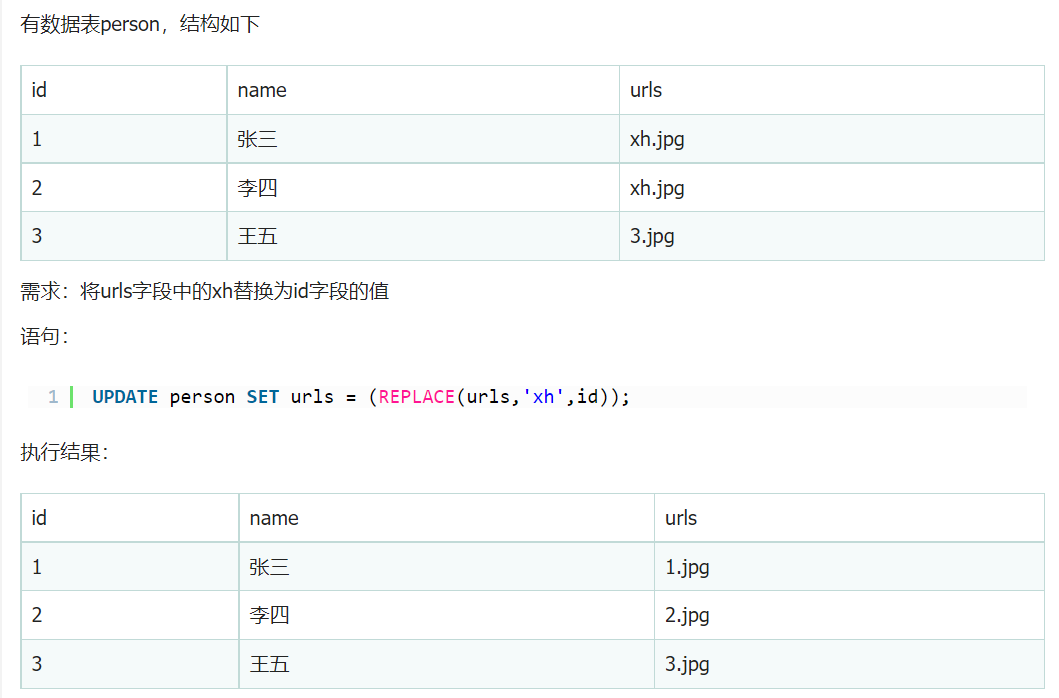 有数据表person，结构如下
id name urls
1 张三 xh.jpg
2 李四 xh.jpg
3 王五 3.jpg
需求：将urls字段中的xh替换为id字段的值
语句：
1 UPDATE person SET urls = (REPLACE(urls,'xh',id));
执行结果：
id name urls
1 张三 1.jpg
2 李四 2.jpg
3 王五 3.jpg